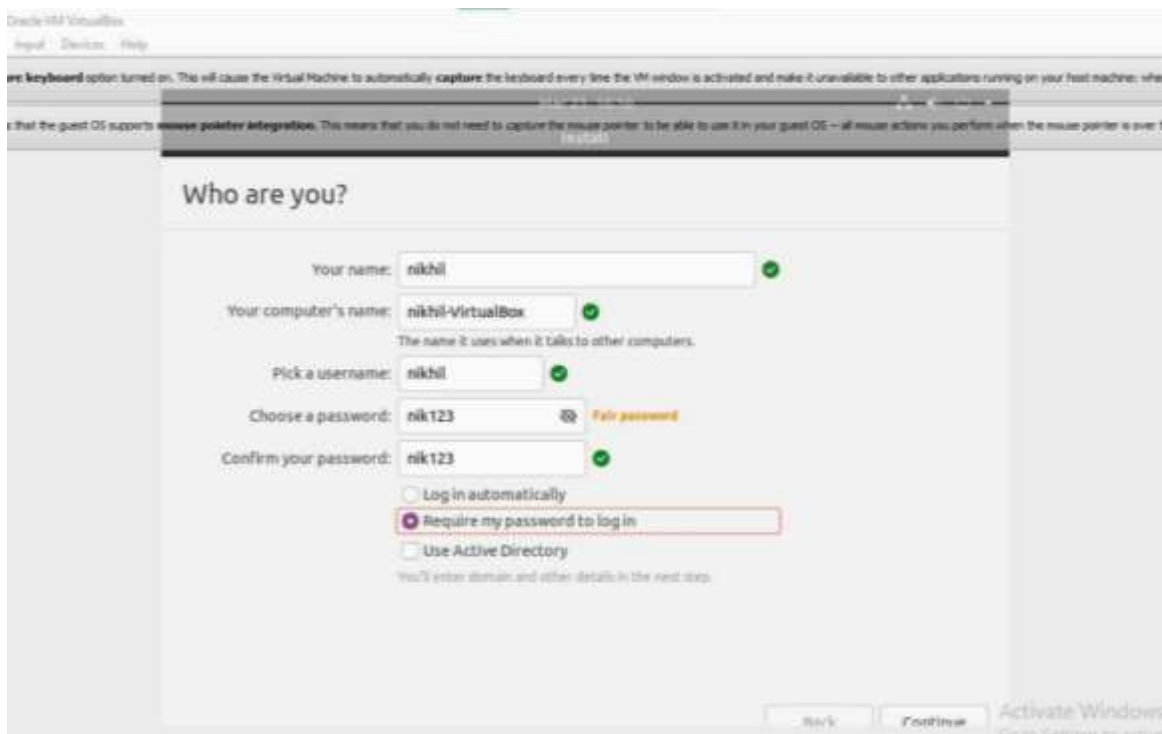 Oracle VM VirtualBox
Input Devices Help
re keyboard option turned on. This will cause the Virtual Machine to automatically capture the keyboard every time the VM window is activated and make it unavailable to other applications running on your host machine: whe
s that the guest OS supports mouse pointer integration. This means that you do not need to capture the mouse pointer to be able to use it in your guest OS -- all mouse actions you perform when the mouse pointer is over t
Install
Who are you?
Your name: nikhil
Your computer's name: nikhil-VirtualBox
The name it uses when it talks to other computers.
Pick a username: nikhil
Choose a password: nik123 Fair password
Confirm your password: nik123
Log in automatically
Require my password to log in
Use Active Directory
You'll enter domain and other details in the next step.
Back Continue
Activate Windows